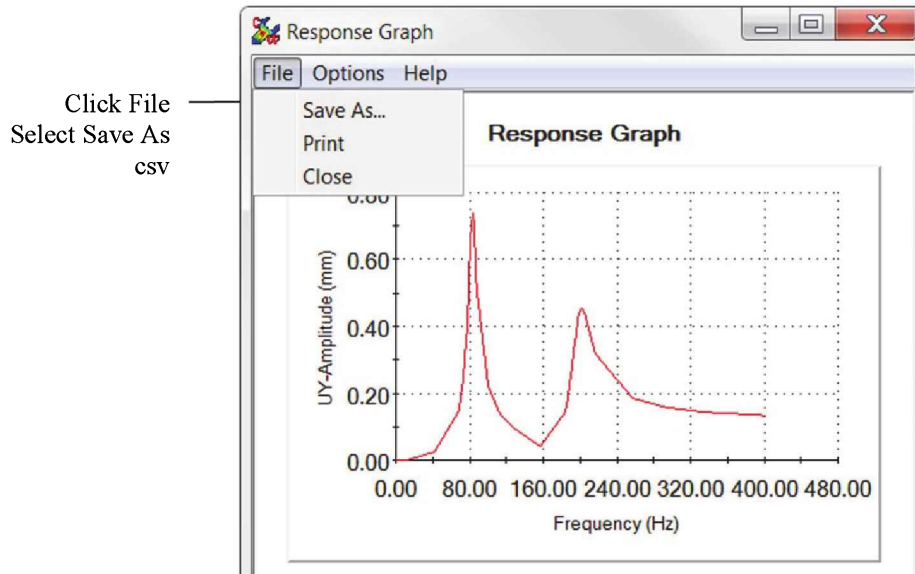 Response Graph
File Options Help
Click File
Select Save As
csv
Save As...
Print
Close
Response Graph
0.80
0.60
0.40
0.20
0.00
UY-Amplitude (mm)
0.00 80.00 160.00 240.00 320.00 400.00 480.00
Frequency (Hz)